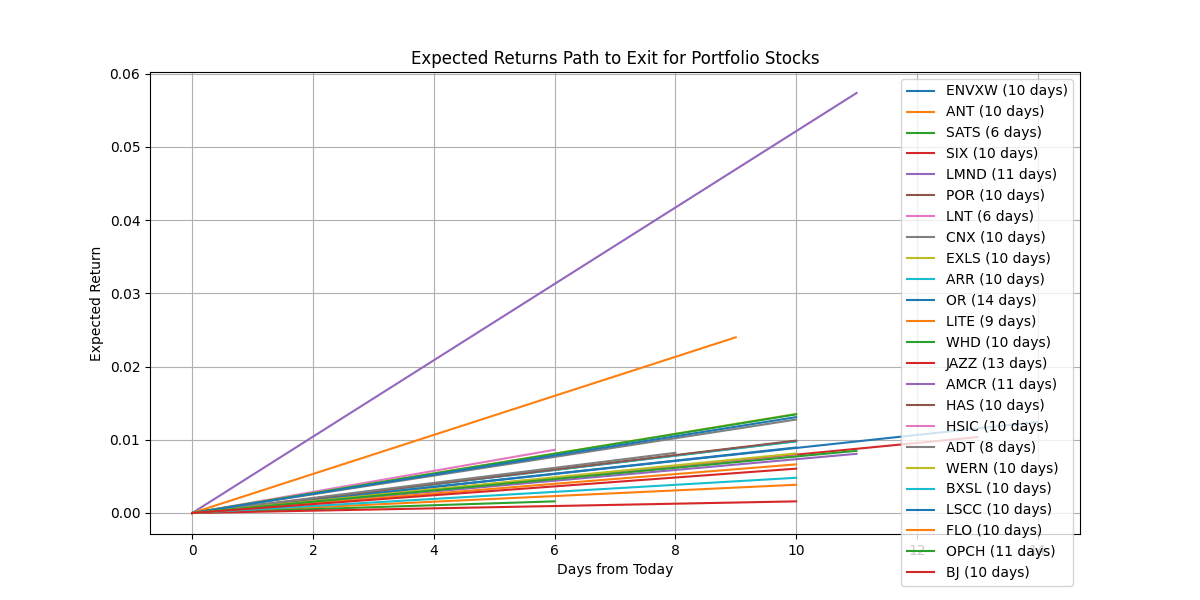 Expected Returns Path to Exit for Portfolio Stocks
Expected Return
0.06
0.05
0.04
0.03
0.02
0.01
0.00
0
2
4
6
8
10
12
14
Days from Today
ENVXW (10 days)
ANT (10 days)
SATS (6 days)
SIX (10 days)
LMND (11 days)
POR (10 days)
LNT (6 days)
CNX (10 days)
EXLS (10 days)
ARR (10 days)
OR (14 days)
LITE (9 days)
WHD (10 days)
JAZZ (13 days)
AMCR (11 days)
HAS (10 days)
HSIC (10 days)
ADT (8 days)
WERN (10 days)
BXSL (10 days)
LSCC (10 days)
FLO (10 days)
OPCH (11 days)
BJ (10 days)